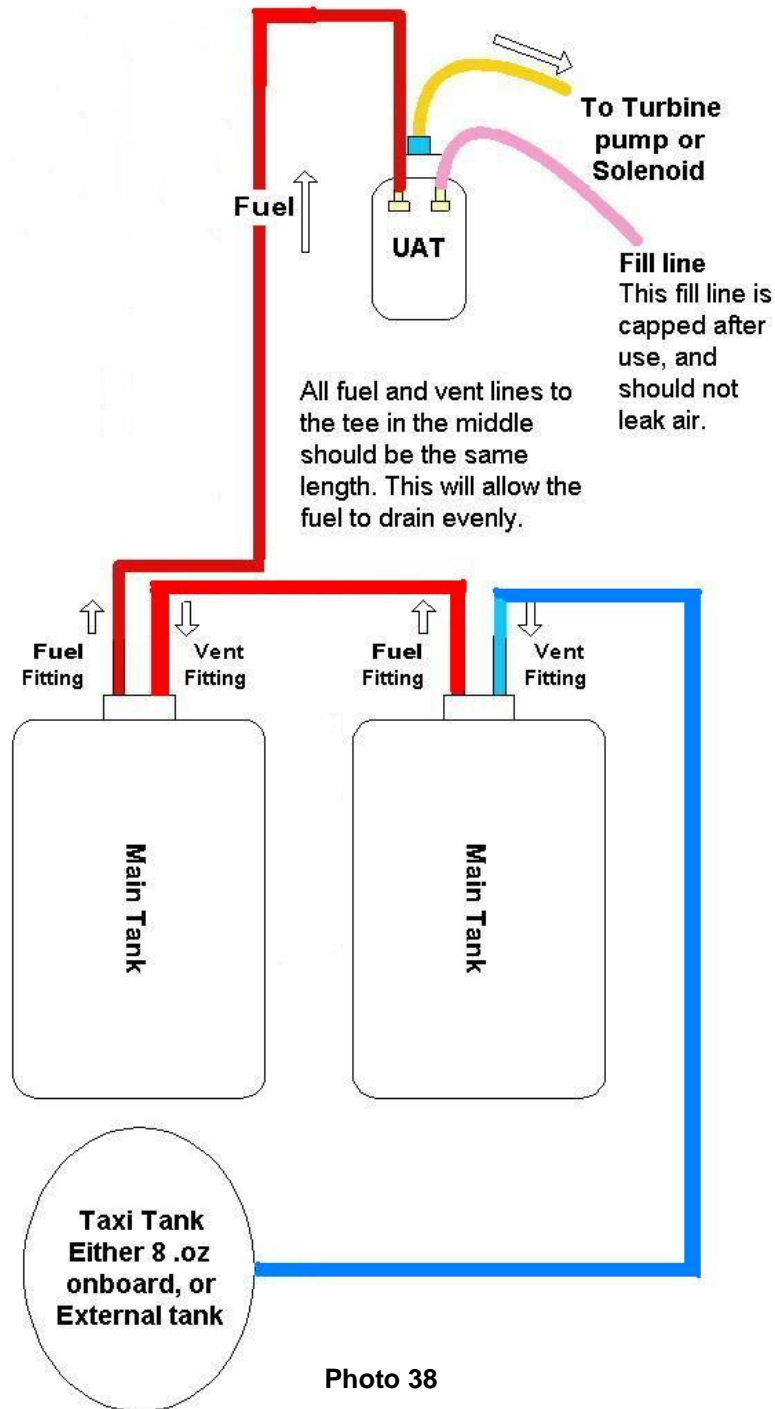 To Turbine
pump or
Solenoid
Fuel
UAT
Fill line
This fill line is
capped after
use, and
should not
leak air.
All fuel and vent lines to
the tee in the middle
should be the same
length. This will allow the
fuel to drain evenly.
Fuel
Fitting
Vent
Fitting
Fuel
Fitting
Vent
Fitting
Main Tank
Main Tank
Taxi Tank
Either 8 .oz
onboard, or
External tank
Photo 38